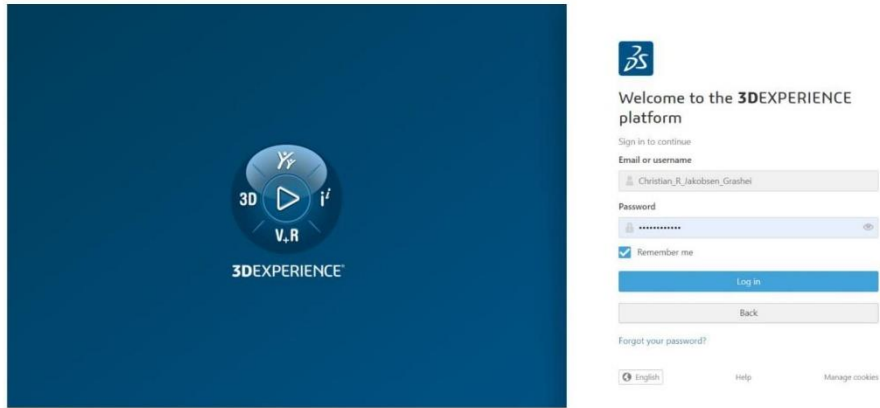 3D
i
i
V+R
3DEXPERIENCE
3DS
Welcome to the 3DEXPERIENCE
platform
Sign in to continue
Email or username
Christian_R_Jakobsen_Grashei
Password
••••••••••••
Remember me
Log in
Back
Forgot your password?
English
Help
Manage cookies